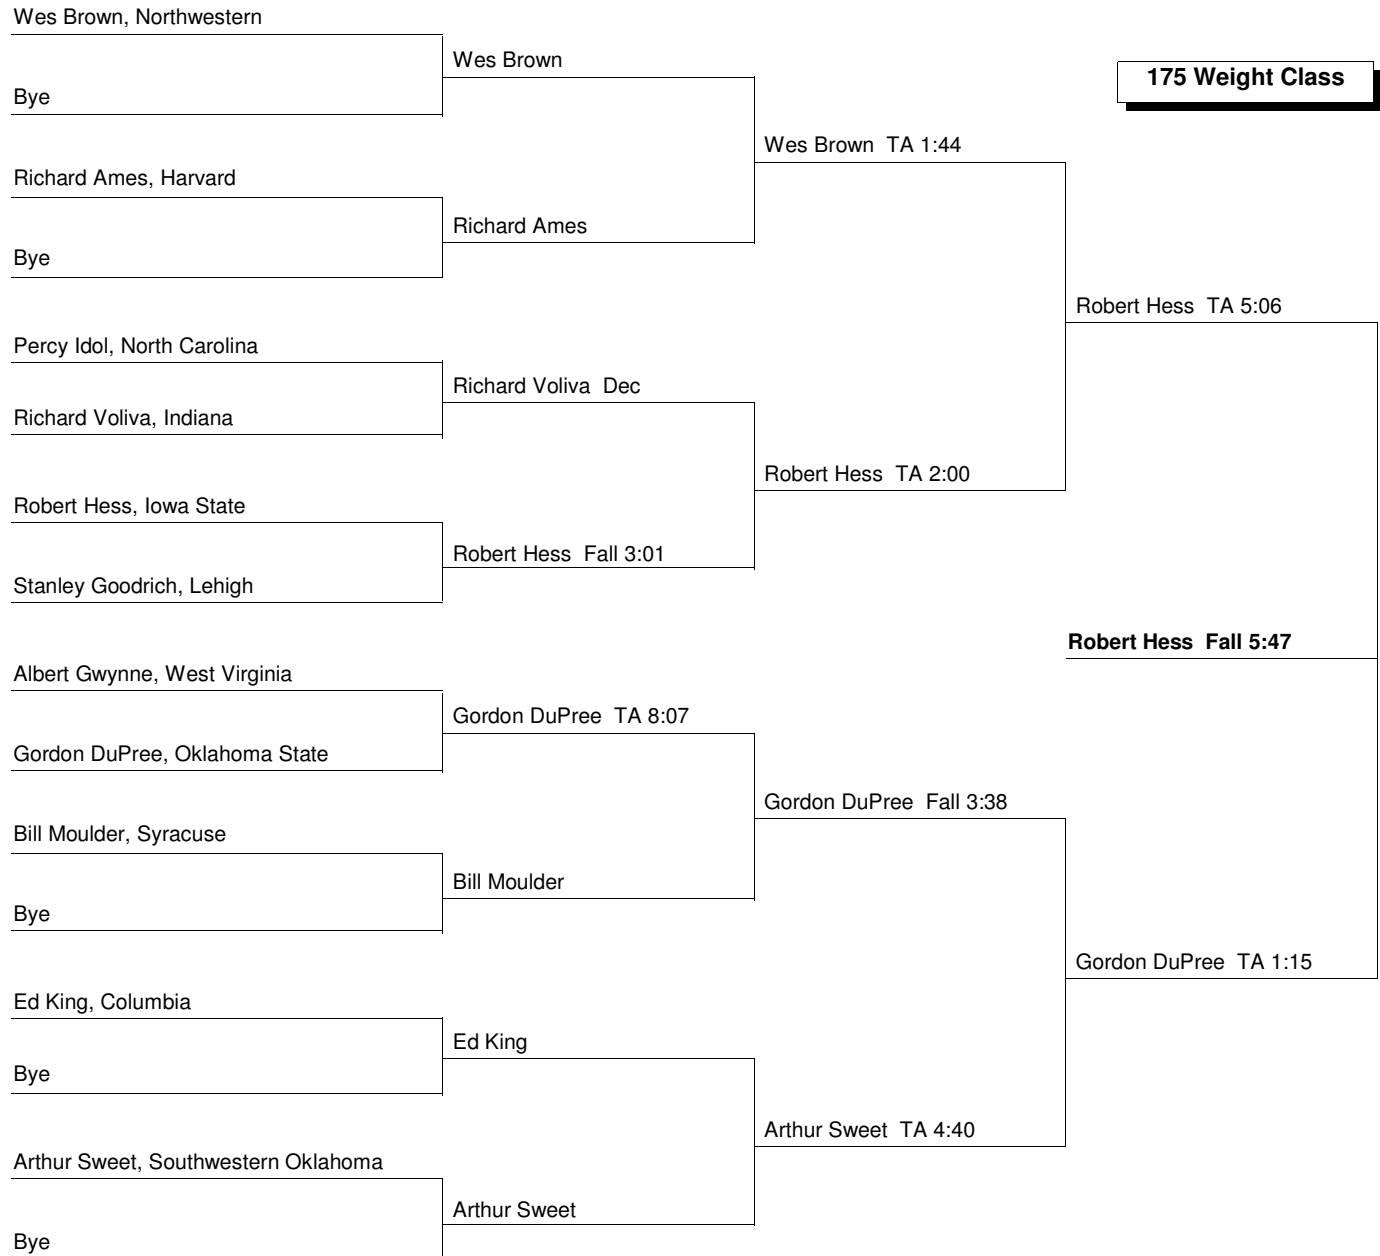 Wes Brown, Northwestern
Wes Brown
175 Weight Class
Bye
Wes Brown  TA 1:44
Richard Ames, Harvard
Richard Ames
Bye
Robert Hess  TA 5:06
Percy Idol, North Carolina
Richard Voliva  Dec
Richard Voliva, Indiana
Robert Hess  TA 2:00
Robert Hess, Iowa State
Robert Hess  Fall 3:01
Stanley Goodrich, Lehigh
Robert Hess  Fall 5:47
Albert Gwynne, West Virginia
Gordon DuPree  TA 8:07
Gordon DuPree, Oklahoma State
Gordon DuPree  Fall 3:38
Bill Moulder, Syracuse
Bill Moulder
Bye
Gordon DuPree  TA 1:15
Ed King, Columbia
Ed King
Bye
Arthur Sweet  TA 4:40
Arthur Sweet, Southwestern Oklahoma
Arthur Sweet
Bye